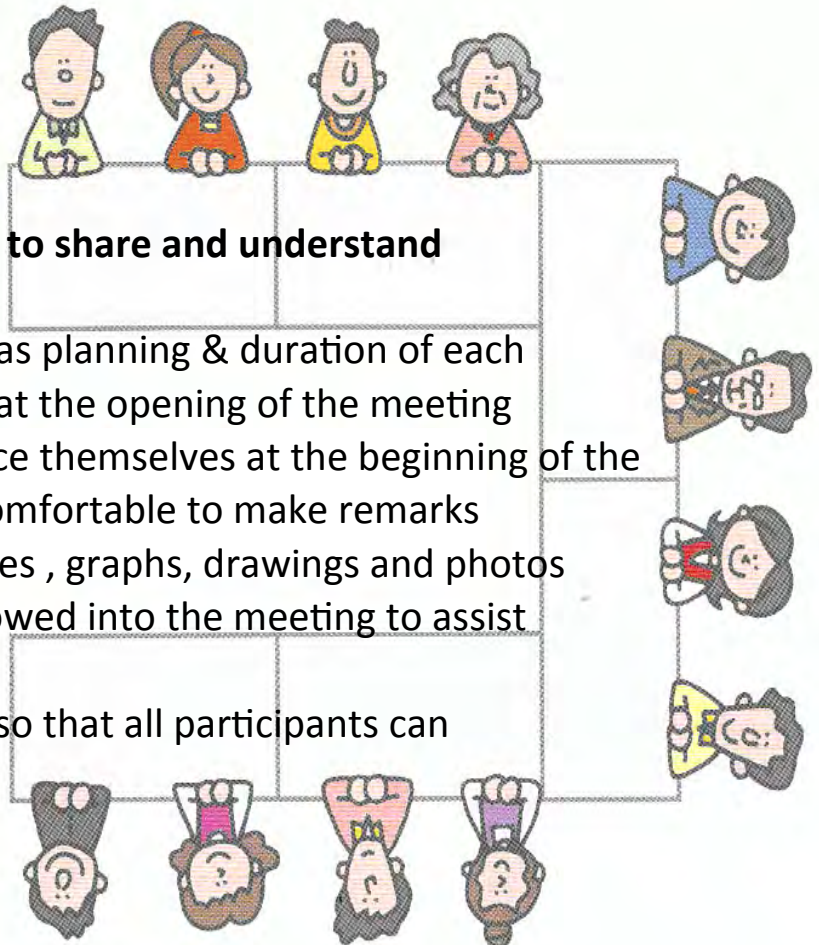 to share and understand
as planning & duration of each
at the opening of the meeting
ce themselves at the beginning of the
omfortable to make remarks
es , graphs, drawings and photos
owed into the meeting to assist
so that all participants can